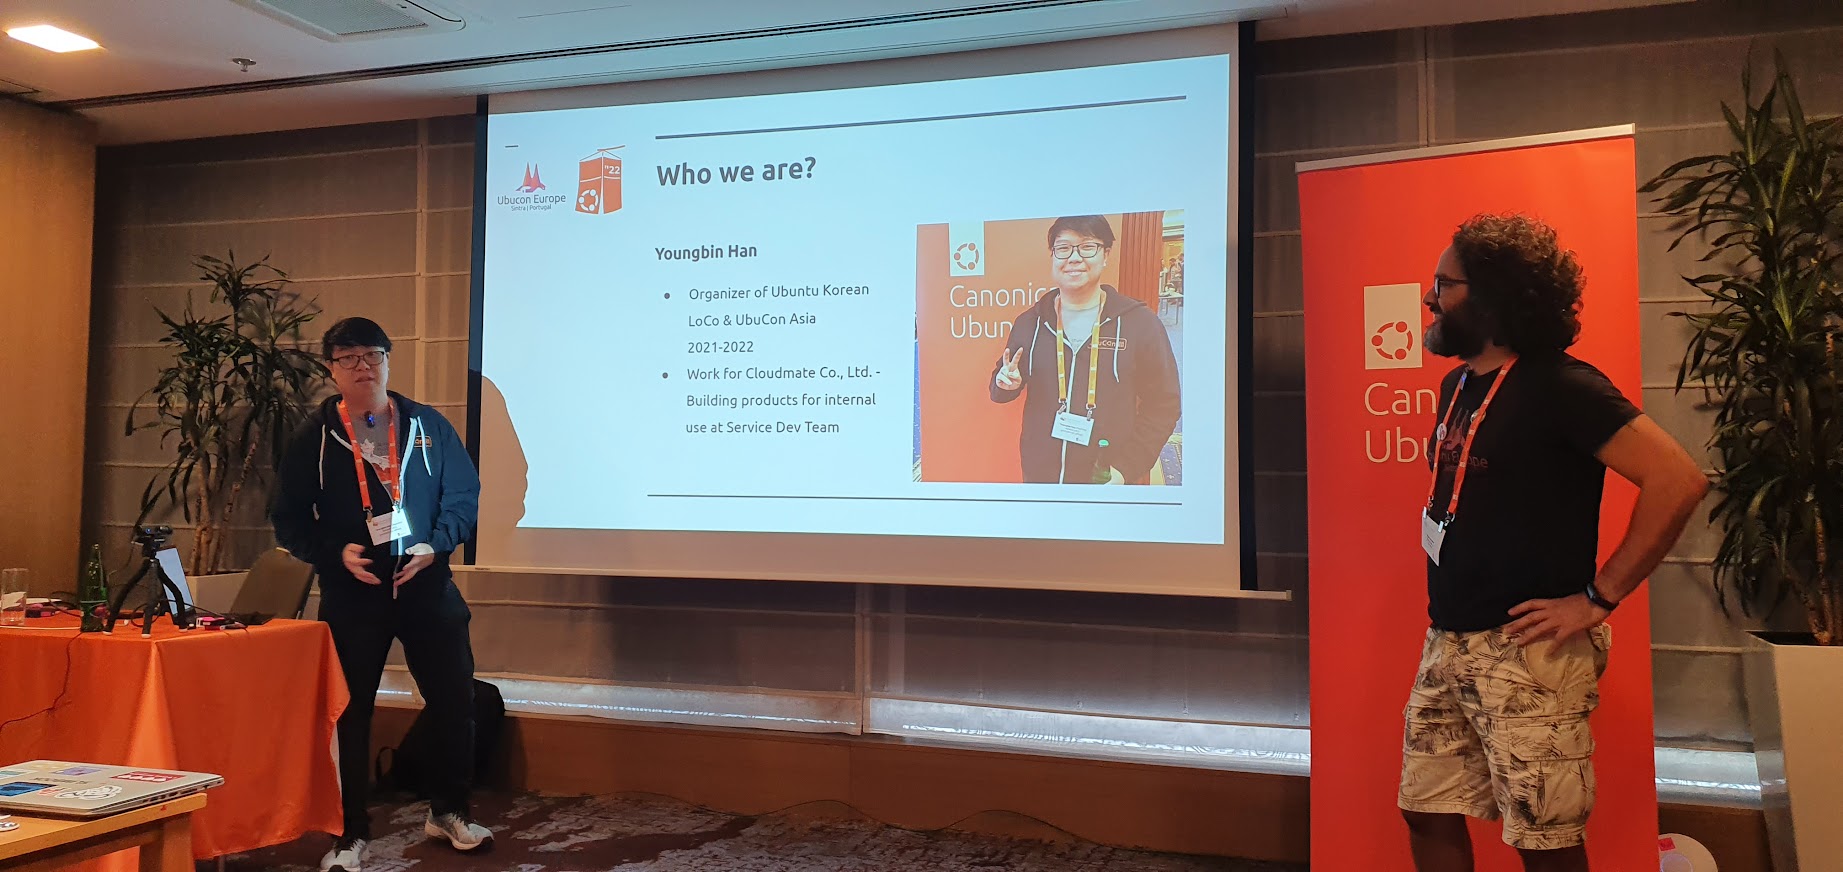 Ubucon Europe
Sintra | Portugal
"22
Who we are?
Youngbin Han
● Organizer of Ubuntu Korean
LoCo & UbuCon Asia
2021-2022
● Work for Cloudmate Co., Ltd. -
Building products for internal
use at Service Dev Team
Canonic
Ubun
Can
Ubu